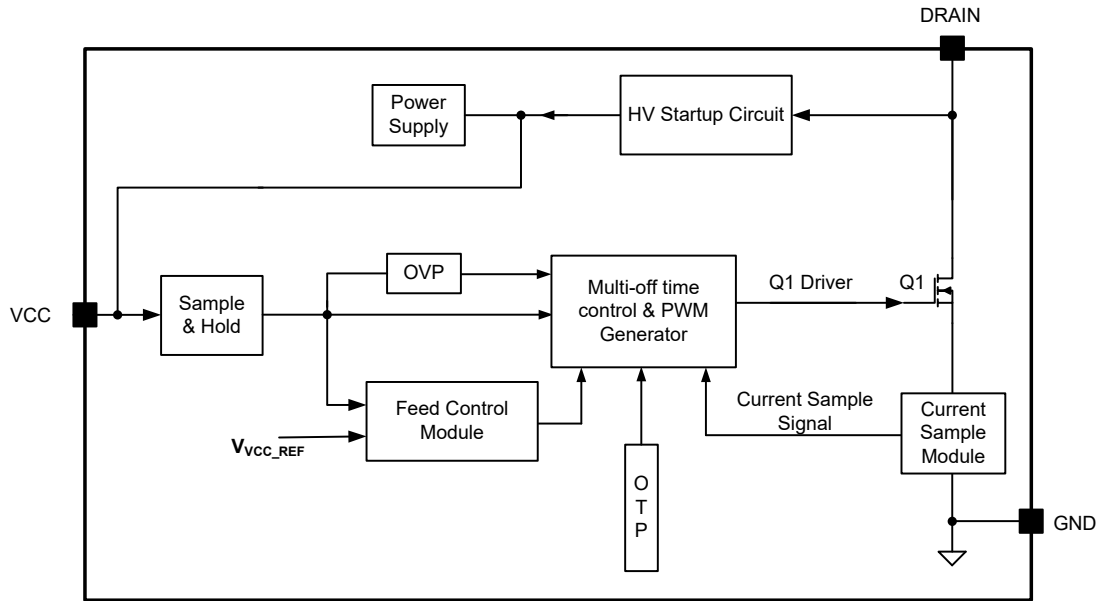 DRAIN
Power
Supply
HV Startup Circuit
OVP
Multi-off time
control & PWM
Generator
Q1 Driver
Q1
VCC
Sample
& Hold
Feed Control
Module
VVCC_REF
Current Sample
Signal
Current
Sample
Module
O
T
P
GND